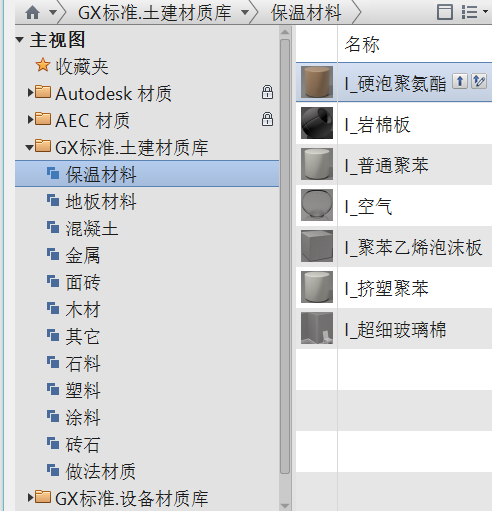 GX标准.土建材质库 保温材料
主视图
收藏夹
Autodesk 材质
AEC 材质
GX标准.土建材质库
保温材料
地板材料
混凝土
金属
面砖
木材
其它
石料
塑料
涂料
砖石
做法材质
GX标准.设备材质库
名称
I_硬泡聚氨酯
I_岩棉板
I_普通聚苯
I_空气
I_聚苯乙烯泡沫板
I_挤塑聚苯
I_超细玻璃棉